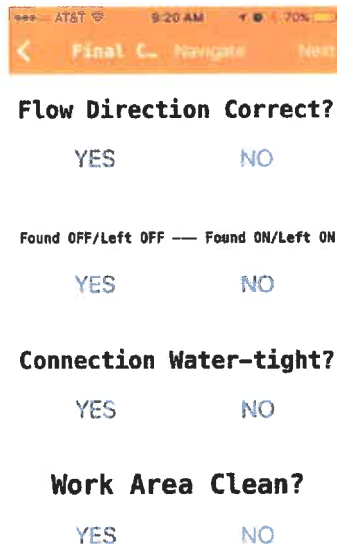 AT&T 9:20 AM 70%
Final C… Navigate Next
Flow Direction Correct?
YES NO
Found OFF/Left OFF —— Found ON/Left ON
YES NO
Connection Water-tight?
YES NO
Work Area Clean?
YES NO